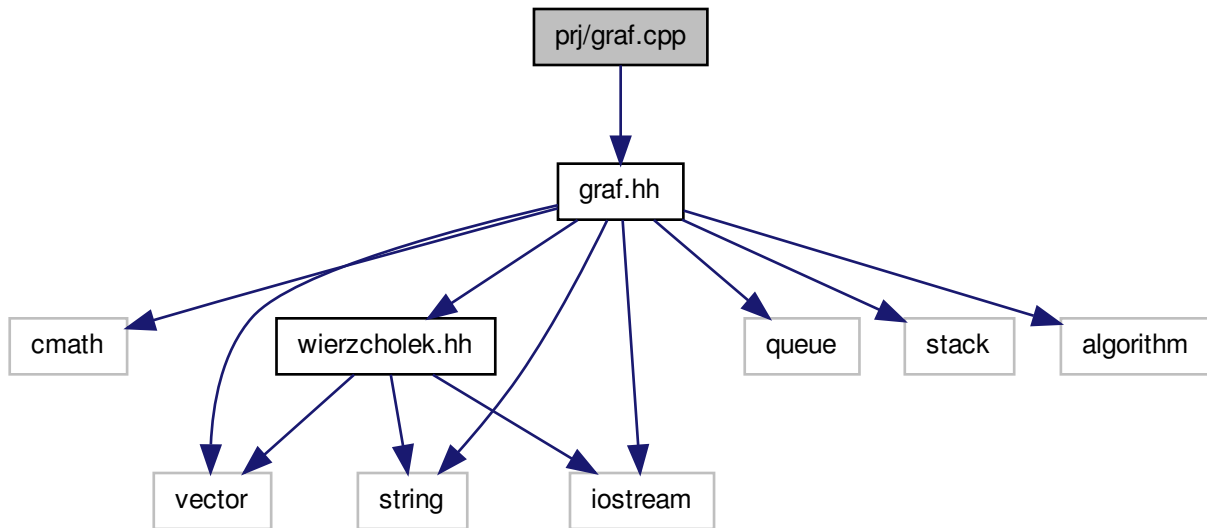 prj/graf.cpp
graf.hh
cmath
wierzcholek.hh
queue
stack
algorithm
vector
string
iostream